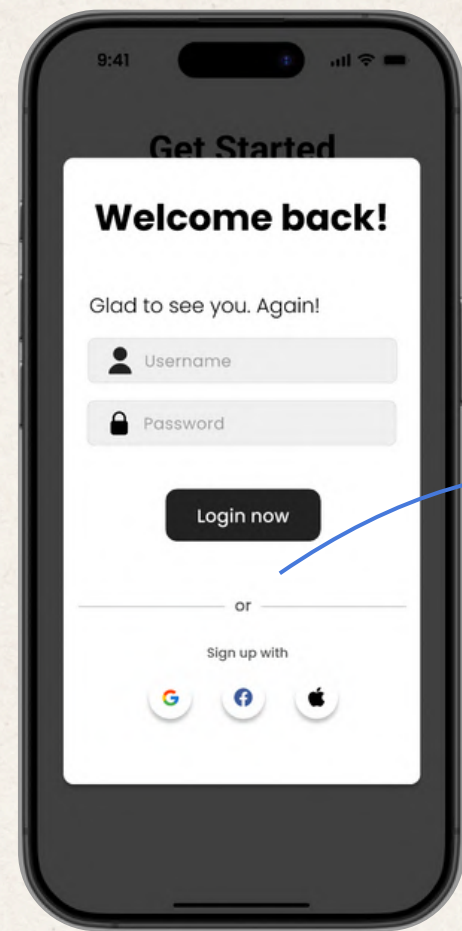 9:41
Get Started
Welcome back!
Glad to see you. Again!
Username
Password
Login now
or
Sign up with